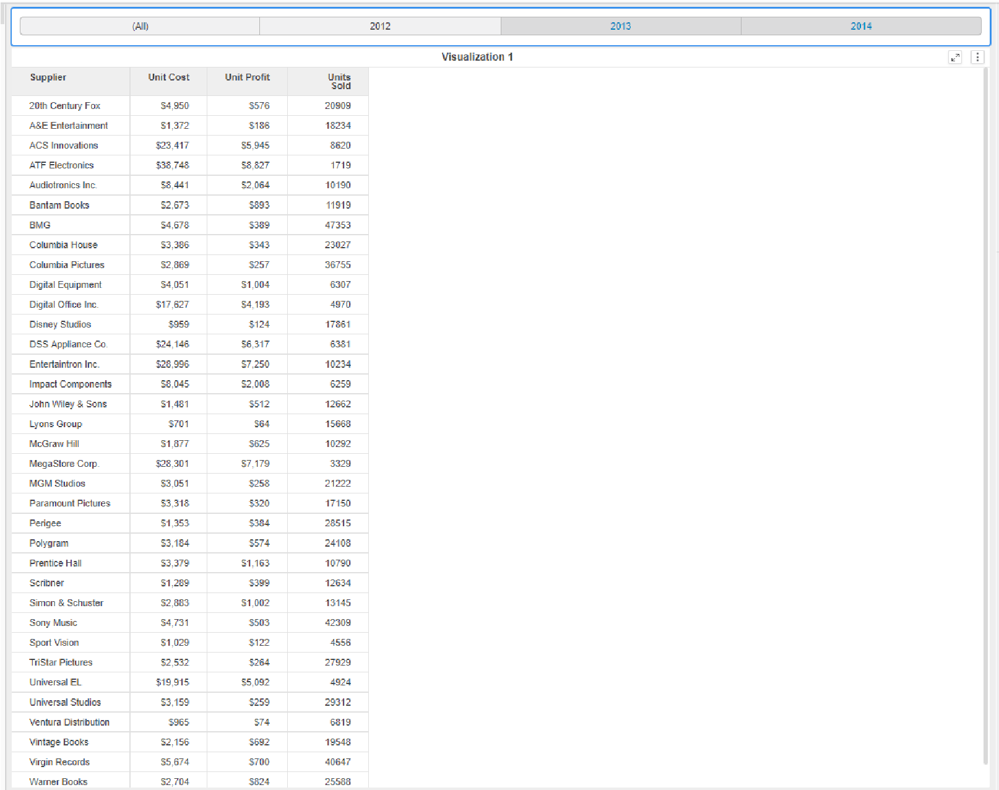 (All) 2012 2013 2014
Visualization 1
Supplier Unit Cost Unit Profit Units Sold
20th Century Fox $4,950 $576 20909
A&E Entertainment $1,372 $186 18234
ACS Innovations $23,417 $5,945 8620
ATF Electronics $38,748 $8,827 1719
Audiotronics Inc. $8,441 $2,064 10190
Bantam Books $2,673 $893 11919
BMG $4,678 $389 47353
Columbia House $3,386 $343 23027
Columbia Pictures $2,869 $257 36755
Digital Equipment $4,051 $1,004 6307
Digital Office Inc. $17,627 $4,193 4970
Disney Studios $959 $124 17861
DSS Appliance Co. $24,146 $6,317 6381
Entertaintron Inc. $28,996 $7,250 10234
Impact Components $8,045 $2,008 6259
John Wiley & Sons $1,481 $512 12662
Lyons Group $701 $64 15668
McGraw Hill $1,877 $625 10292
MegaStore Corp. $28,301 $7,179 3329
MGM Studios $3,051 $258 21222
Paramount Pictures $3,318 $320 17150
Perigee $1,353 $384 28515
Polygram $3,184 $574 24108
Prentice Hall $3,379 $1,163 10790
Scribner $1,289 $399 12634
Simon & Schuster $2,883 $1,002 13145
Sony Music $4,731 $503 42309
Sport Vision $1,029 $122 4556
TriStar Pictures $2,532 $264 27929
Universal EL $19,915 $5,092 4924
Universal Studios $3,159 $259 29312
Ventura Distribution $965 $74 6819
Vintage Books $2,156 $692 19548
Virgin Records $5,674 $700 40647
Warner Books $2,704 $824 25588